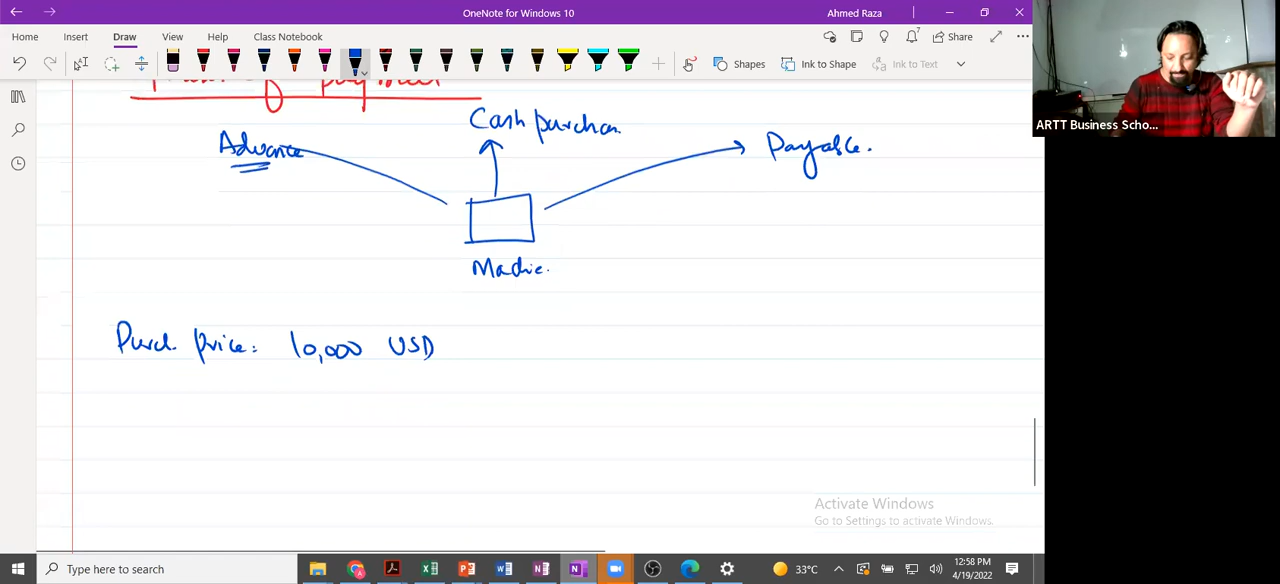 OneNote for Windows 10
Ahmed Raza
Home Insert Draw View Help Class Notebook
Share
Shapes Ink to Shape Ink to Text
Cash purchas
Advance
Payable.
Machie.
Purch. price: 10,000 USD
ARTT Business Scho...
Activate Windows
Go to Settings to activate Windows.
Type here to search
33°C
12:58 PM
4/19/2022